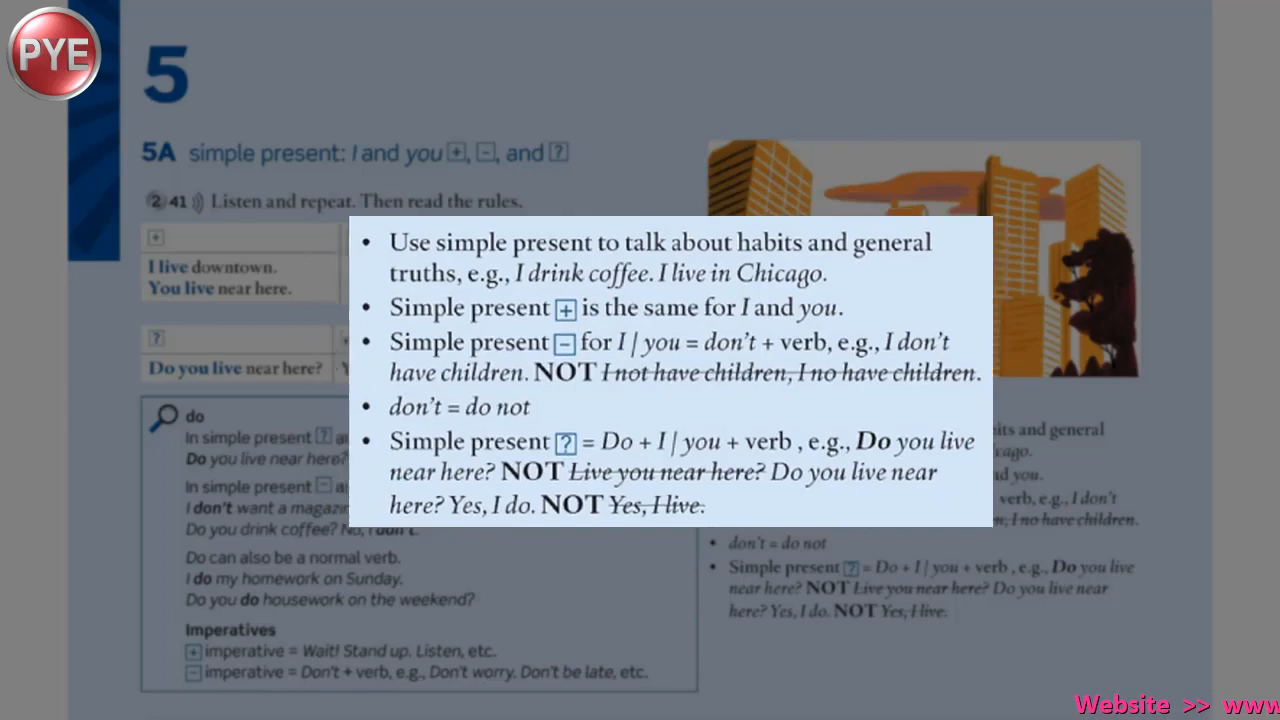 PYE
5
5A simple present: I and you +, -, and ?
2 41 Listen and repeat. Then read the rules.
+
I live downtown.
You live near here.
?
Do you live near here?
• Use simple present to talk about habits and general
truths, e.g., I drink coffee. I live in Chicago.
• Simple present + is the same for I and you.
• Simple present - for I / you = don't + verb, e.g., I don't
have children. NOT I not have children, I no have children.
• don't = do not
• Simple present ? = Do + I / you + verb , e.g., Do you live
near here? NOT Live you near here? Do you live near
here? Yes, I do. NOT Yes, I live.
do
In simple present ?
Do you live near here?
In simple present -
I don't want a
Do you drink coffee? No, I don't.
Do can also be a normal verb.
I do my homework on Sunday.
Do you do housework on the weekend?
Imperatives
+ imperative = Wait! Stand up. Listen, etc.
- imperative = Don't + verb, e.g., Don't worry. Don't be late, etc.
and general
you.
verb, e.g., I don't
I no have children.
• don't = do not
• Simple present ? = Do + I / you + verb , e.g., Do you live
near here? NOT Live you near here? Do you live near
here? Yes, I do. NOT Yes, I live.
Website >> www